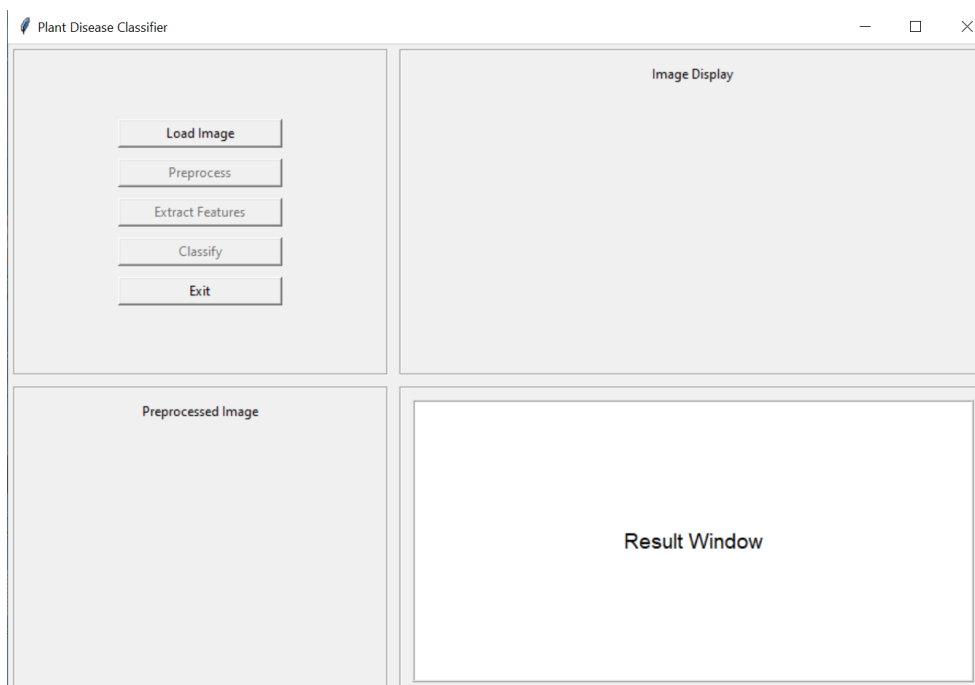 Plant Disease Classifier
Load Image
Preprocess
Extract Features
Classify
Exit
Image Display
Preprocessed Image
Result Window